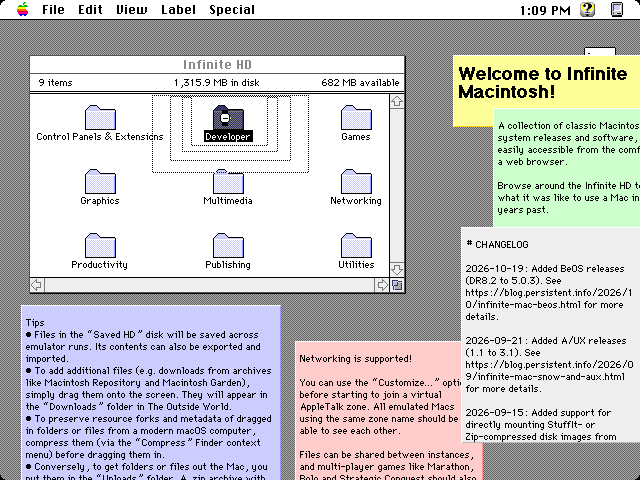 File Edit View Label Special 1:09 PM
Infinite HD
9 items 1,315.9 MB in disk 682 MB available
Control Panels & Extensions Developer Games
Graphics Multimedia Networking
Productivity Publishing Utilities
Welcome to Infinite
Macintosh!
A collection of classic Macintos
system releases and software,
easily accessible from the comf
a web browser.
Browse around the Infinite HD to
what it was like to use a Mac in
years past.
# CHANGELOG
2026-10-19: Added BeOS releases
(DR8.2 to 5.0.3). See
https://blog.persistent.info/2026/1
0/infinite-mac-beos.html for more
details.
2026-09-21: Added A/UX releases
(1.1 to 3.1). See
https://blog.persistent.info/2026/0
9/infinite-mac-snow-and-aux.html
for more details.
2026-09-15: Added support for
directly mounting StuffIt- or
Zip-compressed disk images from
Tips
● Files in the "Saved HD" disk will be saved across
emulator runs. Its contents can also be exported and
imported.
● To add additional files (e.g. downloads from archives
like Macintosh Repository and Macintosh Garden),
simply drag them onto the screen. They will appear in
the "Downloads" folder in The Outside World.
● To preserve resource forks and metadata of dragged
in folders or files from a modern macOS computer,
compress them (via the "Compress" Finder context
menu) before dragging them in.
● Conversely, to get folders or files out the Mac, you
put them in the "Uploads" folder. A .zip archive with
Networking is supported!
You can use the "Customize..." optio
before starting to join a virtual
AppleTalk zone. All emulated Macs
using the same zone name should be
able to see each other.
Files can be shared between instances,
and multi-player games like Marathon,
Bolo and Strategic Conquest should also